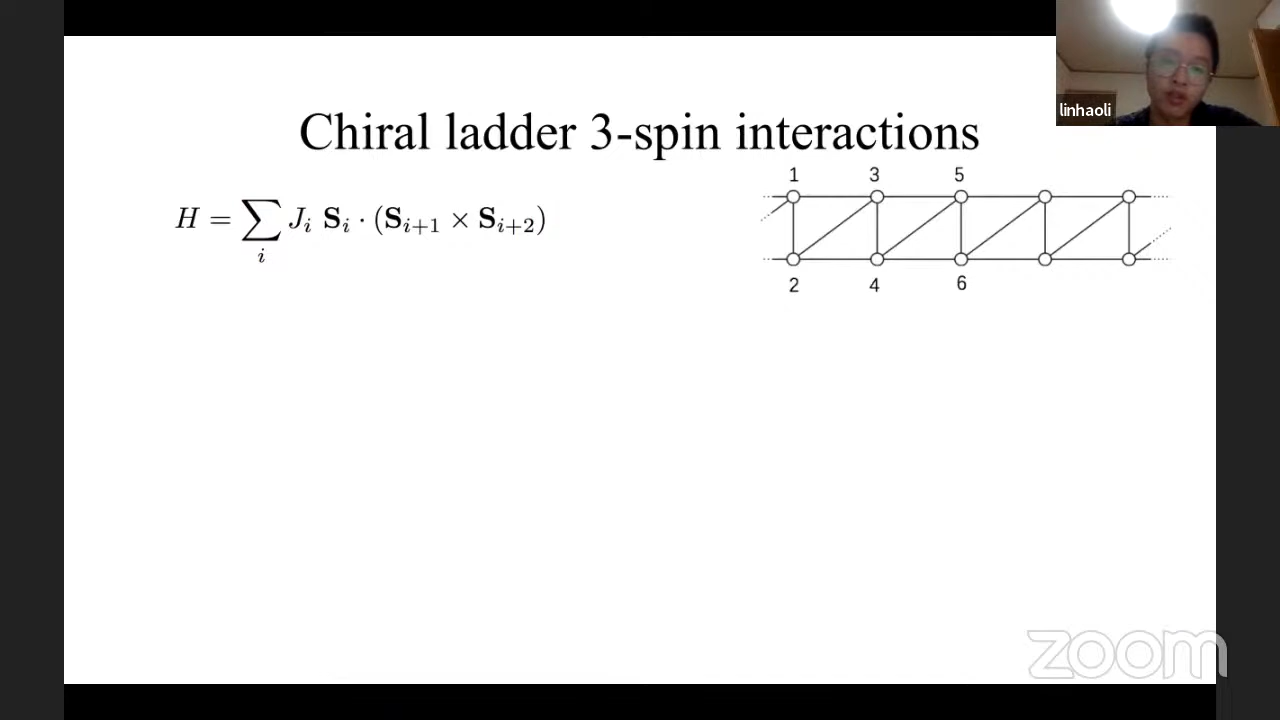 linhaoli
Chiral ladder 3-spin interactions
H = ∑_i J_i S_i · (S_{i+1} × S_{i+2})
1 3 5
2 4 6
zoom